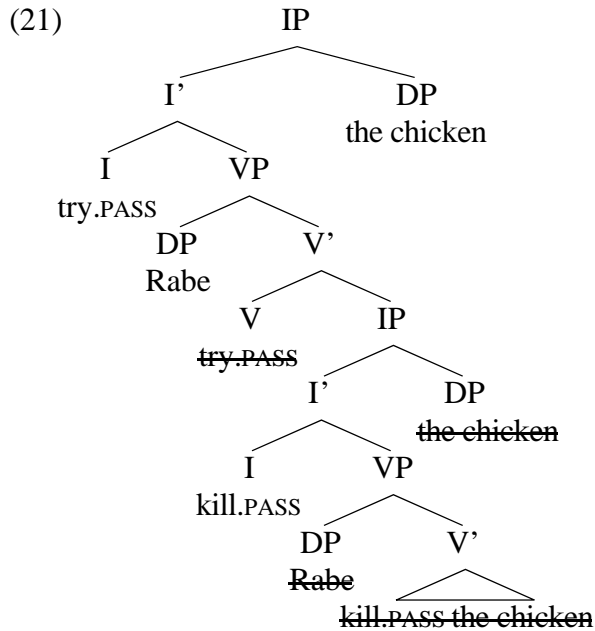 (21) IP
I’ DP
the chicken
I VP
try.PASS
DP V’
Rabe
V IP
try.PASS
I’ DP
the chicken
I VP
kill.PASS
DP V’
Rabe
kill.PASS the chicken